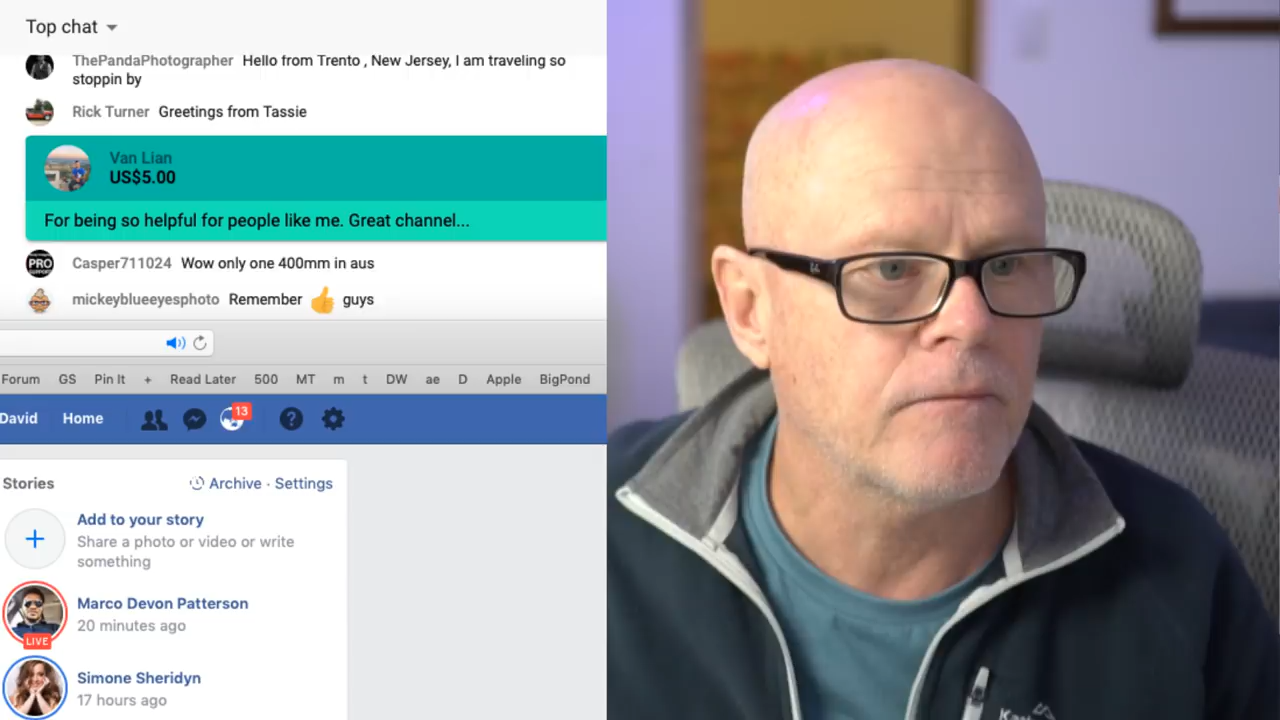 Top chat
ThePandaPhotographer Hello from Trento , New Jersey, I am traveling so
stoppin by
Rick Turner Greetings from Tassie
Van Lian
US$5.00
For being so helpful for people like me. Great channel...
PRO
Casper711024 Wow only one 400mm in aus
mickeyblueeyesphoto Remember 👍 guys
Forum GS Pin It + Read Later 500 MT m t DW ae D Apple BigPond
David Home 13
Stories Archive · Settings
Add to your story
Share a photo or video or write
something
Marco Devon Patterson
20 minutes ago
LIVE
Simone Sheridyn
17 hours ago